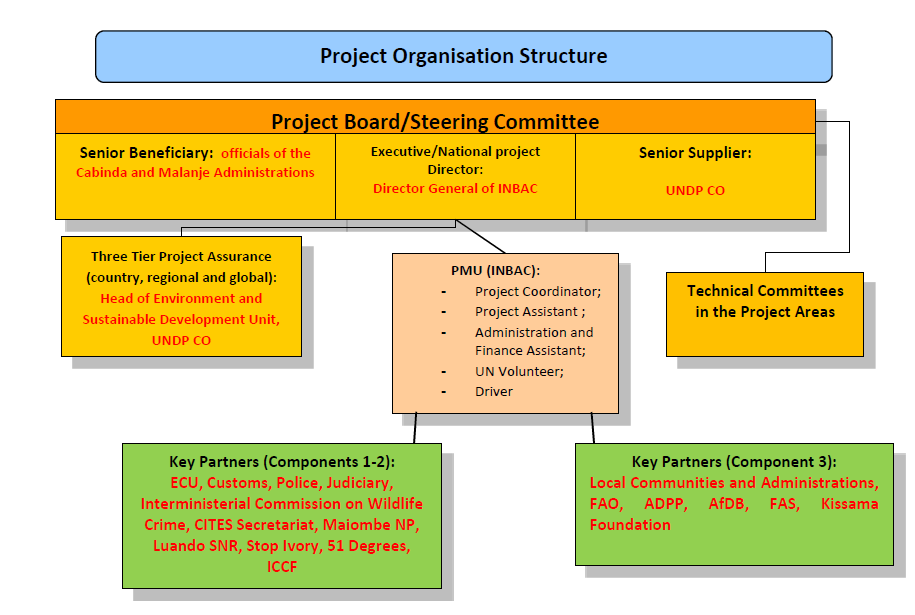 Project Organisation Structure
Project Board/Steering Committee
Senior Beneficiary: officials of the
Cabinda and Malanje Administrations
Executive/National project
Director:
Director General of INBAC
Senior Supplier:
UNDP CO
Three Tier Project Assurance
(country, regional and global):
Head of Environment and
Sustainable Development Unit,
UNDP CO
PMU (INBAC):
- Project Coordinator;
- Project Assistant ;
- Administration and
Finance Assistant;
- UN Volunteer;
- Driver
Technical Committees
in the Project Areas
Key Partners (Components 1-2):
ECU, Customs, Police, Judiciary,
Interministerial Commission on Wildlife
Crime, CITES Secretariat, Maiombe NP,
Luando SNR, Stop Ivory, 51 Degrees,
ICCF
Key Partners (Component 3):
Local Communities and Administrations,
FAO, ADPP, AfDB, FAS, Kissama
Foundation